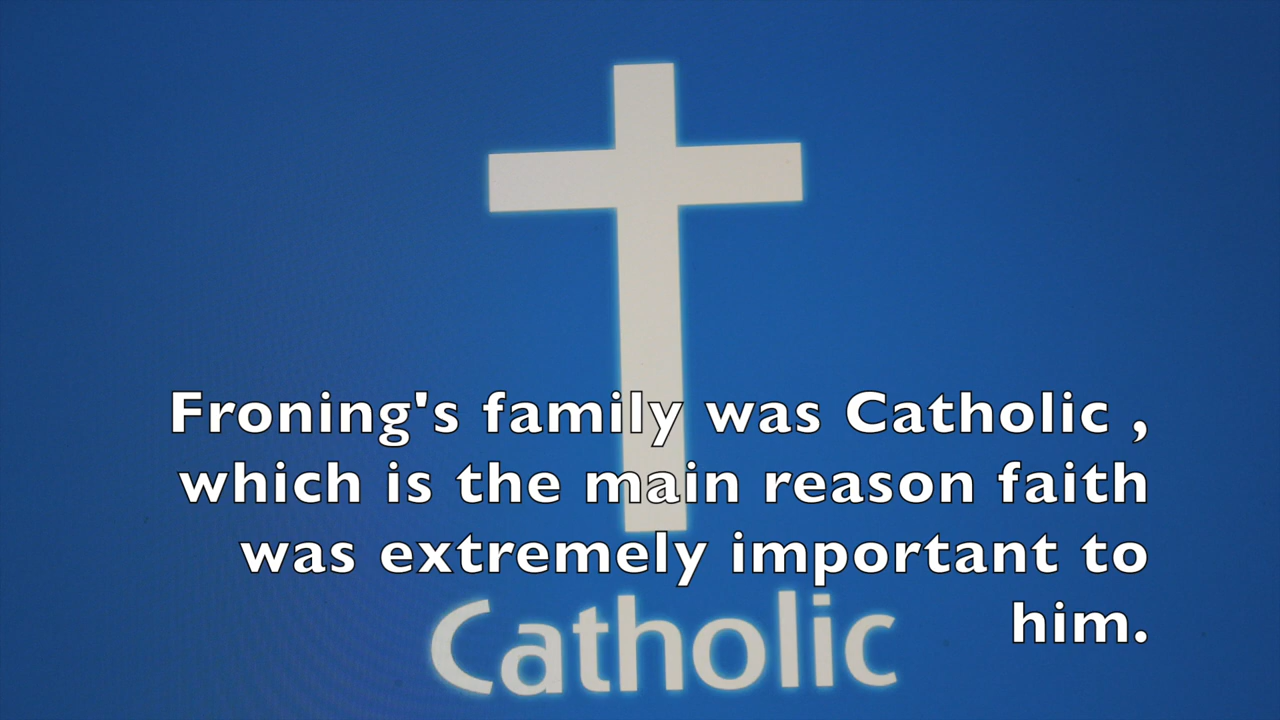 Froning's family was Catholic ,
which is the main reason faith
was extremely important to
him.
Catholic